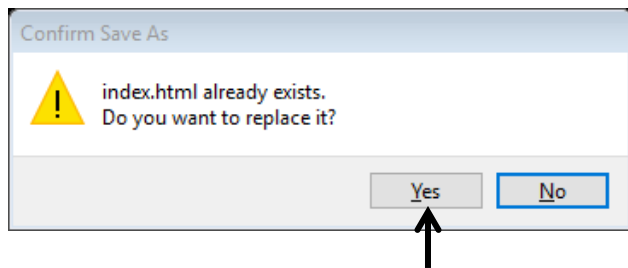 Confirm Save As
index.html already exists.
Do you want to replace it?
Yes
No